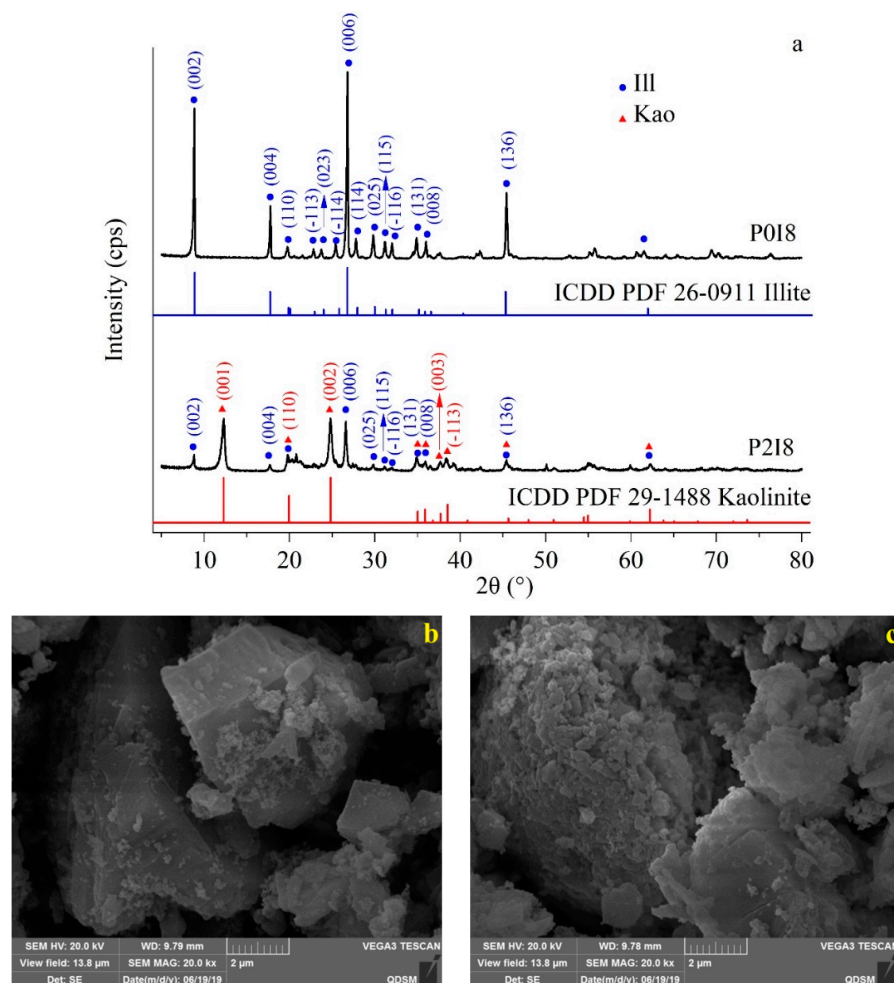 a
Intensity (cps)
Ill
Kao
(002)
(004)
(110)
(-113)
(023)
(-114)
(006)
(114)
(025)
(115)
(-116)
(131)
(008)
(136)
P0I8
ICDD PDF 26-0911 Illite
(002)
(001)
(004)
(110)
(002)
(006)
(025)
(115)
(-116)
(131)
(008)
(003)
(-113)
(136)
P2I8
ICDD PDF 29-1488 Kaolinite
10 20 30 40 50 60 70 80
2θ (°)
b
SEM HV: 20.0 kV WD: 9.79 mm VEGA3 TESCAN
View field: 13.8 µm SEM MAG: 20.0 kx 2 µm
Det: SE Date(m/d/y): 06/19/19 QDSM
c
SEM HV: 20.0 kV WD: 9.78 mm VEGA3 TESCAN
View field: 13.8 µm SEM MAG: 20.0 kx 2 µm
Det: SE Date(m/d/y): 06/19/19 QDSM